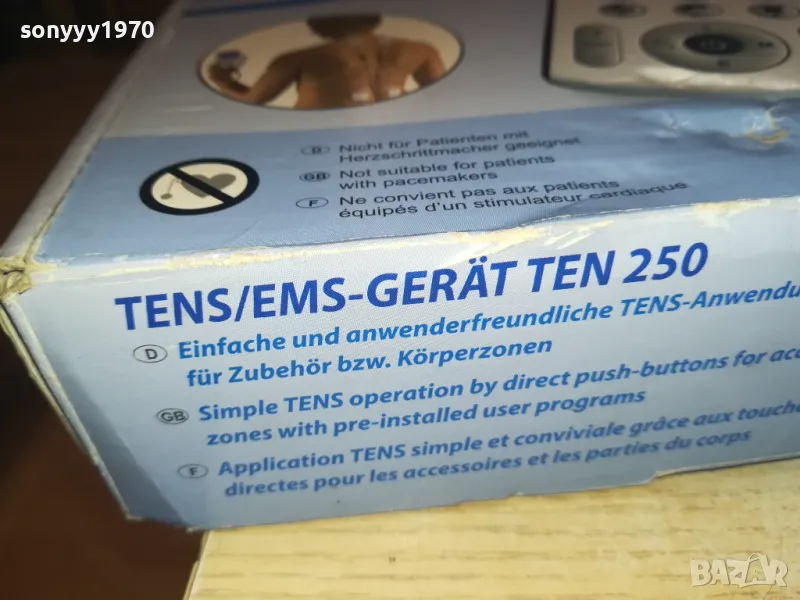 sonyyy1970
D Nicht für Patienten mit
Herzschrittmacher geeignet
GB Not suitable for patients
with pacemakers
F Ne convient pas aux patients
équipés d'un stimulateur cardiaque
TENS/EMS-GERÄT TEN 250
D Einfache und anwenderfreundliche TENS-Anwendu
für Zubehör bzw. Körperzonen
GB Simple TENS operation by direct push-buttons for acc
zones with pre-installed user programs
F Application TENS simple et conviviale grâce aux touche
directes pour les accessoires et les parties du corps
BAZAR